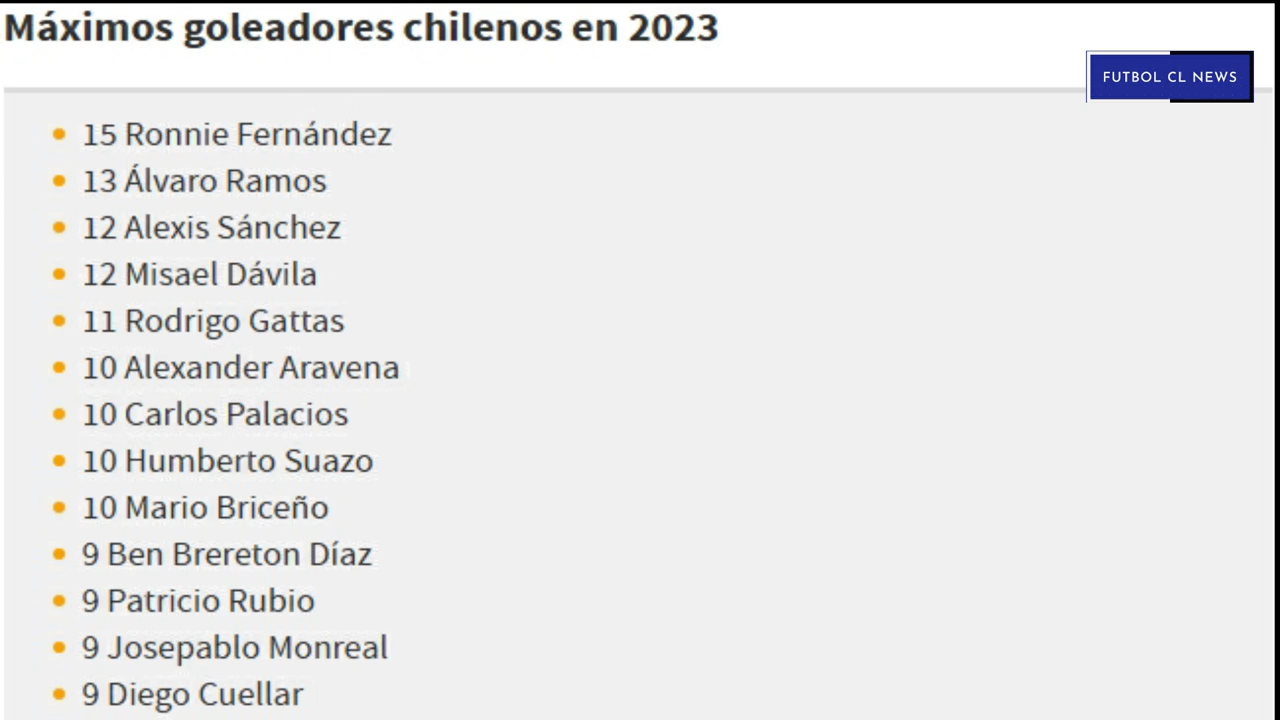 Máximos goleadores chilenos en 2023
FUTBOL CL NEWS
15 Ronnie Fernández
13 Álvaro Ramos
12 Alexis Sánchez
12 Misael Dávila
11 Rodrigo Gattas
10 Alexander Aravena
10 Carlos Palacios
10 Humberto Suazo
10 Mario Briceño
9 Ben Brereton Díaz
9 Patricio Rubio
9 Josepablo Monreal
9 Diego Cuellar